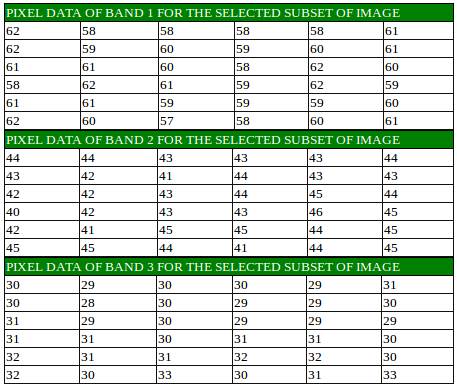 PIXEL DATA OF BAND 1 FOR THE SELECTED SUBSET OF IMAGE
62 58 58 58 58 61
62 59 60 59 60 61
61 61 60 58 62 60
58 62 61 59 62 59
61 61 59 59 59 60
62 60 57 58 60 61
PIXEL DATA OF BAND 2 FOR THE SELECTED SUBSET OF IMAGE
44 44 43 43 43 44
43 42 41 44 43 43
42 42 43 44 45 44
40 42 43 43 46 45
42 41 45 45 44 45
45 45 44 41 44 45
PIXEL DATA OF BAND 3 FOR THE SELECTED SUBSET OF IMAGE
30 29 30 30 29 31
30 28 30 29 29 30
31 29 30 29 29 29
31 31 30 31 31 30
32 31 31 32 32 30
32 30 33 30 31 33